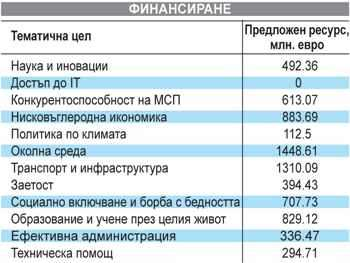 ФИНАНСИРАНЕ
Тематична цел Предложен ресурс, млн. евро
Наука и иновации 492.36
Достъп до IT 0
Конкурентоспособност на МСП 613.07
Нисковъглеродна икономика 883.69
Политика по климата 112.5
Околна среда 1448.61
Транспорт и инфраструктура 1310.09
Заетост 394.43
Социално включване и борба с бедността 707.73
Образование и учене през целия живот 829.12
Ефективна администрация 336.47
Техническа помощ 294.71